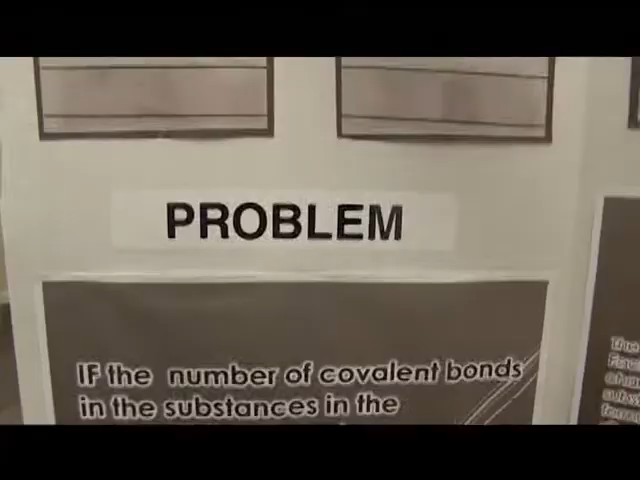 PROBLEM
IF the number of covalent bonds
in the substances in the